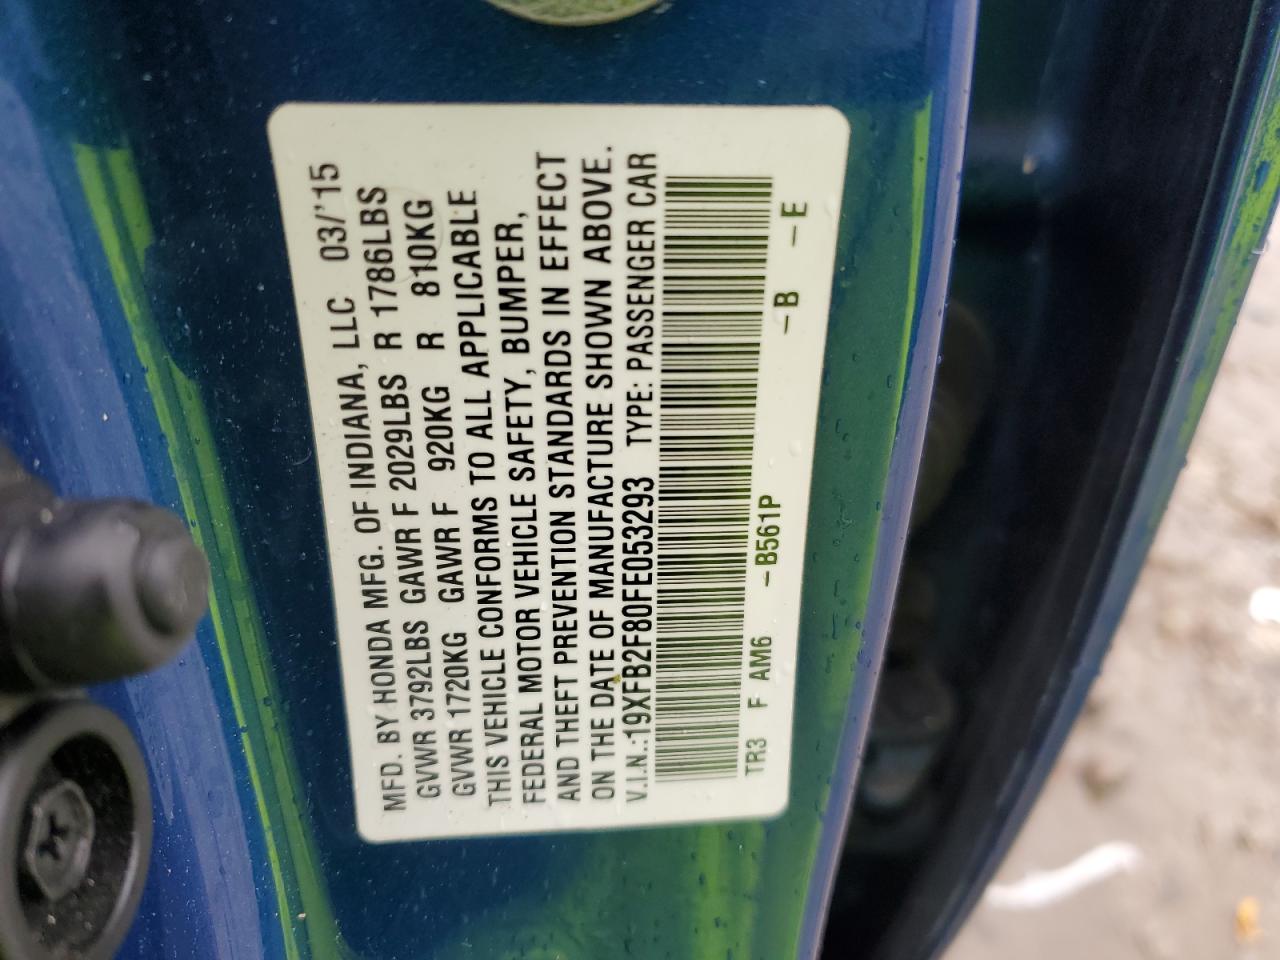 MFD. BY HONDA MFG. OF INDIANA, LLC 03/'15
GVWR 3792LBS GAWR F 2029LBS R 1786LBS
GVWR 1720KG GAWR F 920KG R 810KG
THIS VEHICLE CONFORMS TO ALL APPLICABLE
FEDERAL MOTOR VEHICLE SAFETY, BUMPER,
AND THEFT PREVENTION STANDARDS IN EFFECT
ON THE DATE OF MANUFACTURE SHOWN ABOVE.
V.I.N.:19XFB2F80FE053293 TYPE: PASSENGER CAR
TR3 F AM6 -B561P -B -E